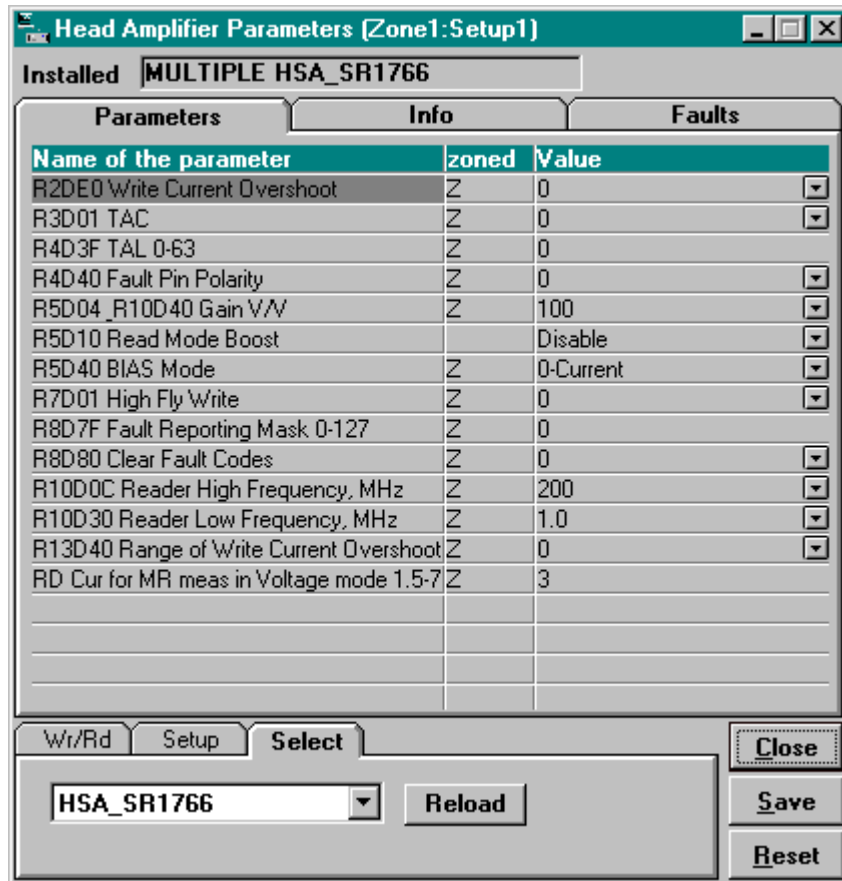 Head Amplifier Parameters (Zone1:Setup1)
Installed MULTIPLE HSA_SR1766
Parameters Info Faults
Name of the parameter zoned Value
R2DE0 Write Current Overshoot Z 0
R3D01 TAC Z 0
R4D3F TAL 0-63 Z 0
R4D40 Fault Pin Polarity Z 0
R5D04_R10D40 Gain V/V Z 100
R5D10 Read Mode Boost Disable
R5D40 BIAS Mode Z 0-Current
R7D01 High Fly Write Z 0
R8D7F Fault Reporting Mask 0-127 Z 0
R8D80 Clear Fault Codes Z 0
R10D0C Reader High Frequency, MHz Z 200
R10D30 Reader Low Frequency, MHz Z 1.0
R13D40 Range of Write Current Overshoot Z 0
RD Cur for MR meas in Voltage mode 1.5-7 Z 3
Wr/Rd Setup Select
HSA_SR1766 Reload
Close
Save
Reset